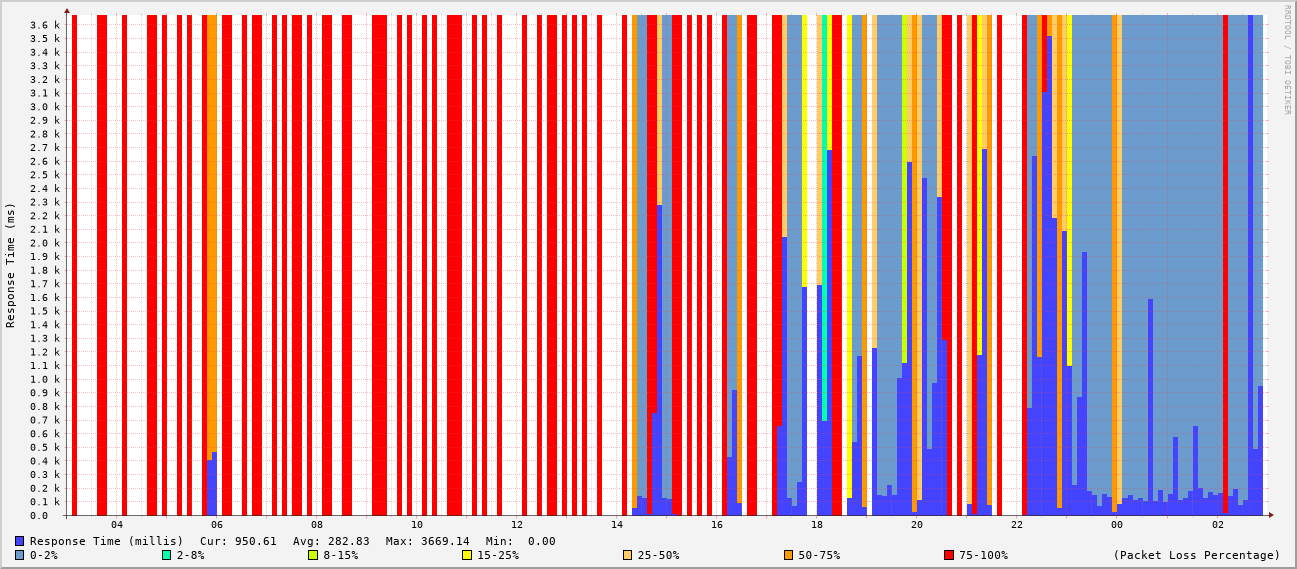 RRDTOOL / TOBI OETIKER
Response Time (ms)
3.6 k
3.5 k
3.4 k
3.3 k
3.2 k
3.1 k
3.0 k
2.9 k
2.8 k
2.7 k
2.6 k
2.5 k
2.4 k
2.3 k
2.2 k
2.1 k
2.0 k
1.9 k
1.8 k
1.7 k
1.6 k
1.5 k
1.4 k
1.3 k
1.2 k
1.1 k
1.0 k
0.9 k
0.8 k
0.7 k
0.6 k
0.5 k
0.4 k
0.3 k
0.2 k
0.1 k
0.0
04 06 08 10 12 14 16 18 20 22 00 02
Response Time (millis) Cur: 950.61 Avg: 282.83 Max: 3669.14 Min: 0.00
0-2% 2-8% 8-15% 15-25% 25-50% 50-75% 75-100% (Packet Loss Percentage)